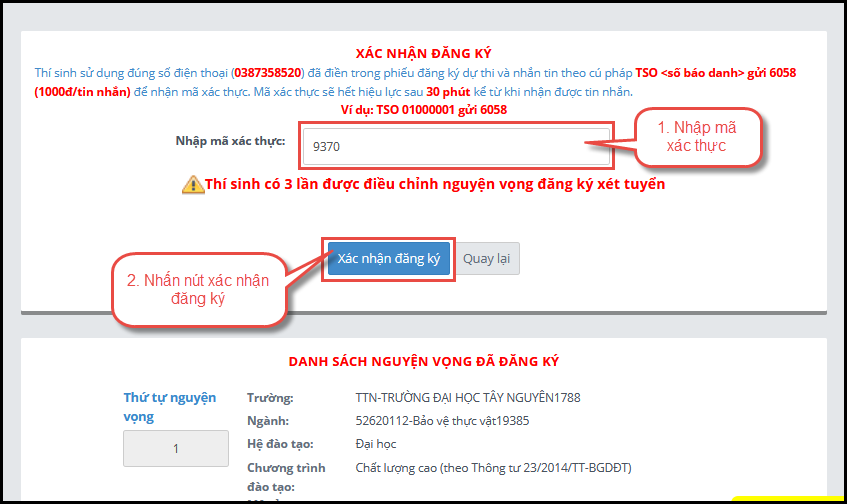 XÁC NHẬN ĐĂNG KÝ
Thí sinh sử dụng đúng số điện thoại (0387358520) đã điền trong phiếu đăng ký dự thi và nhắn tin theo cú pháp TSO <số báo danh> gửi 6058
(1000đ/tin nhắn) để nhận mã xác thực. Mã xác thực sẽ hết hiệu lực sau 30 phút kể từ khi nhận được tin nhắn.
Ví dụ: TSO 01000001 gửi 6058
Nhập mã xác thực:
9370
1. Nhập mã
xác thực
Thí sinh có 3 lần được điều chỉnh nguyện vọng đăng ký xét tuyển
Xác nhận đăng ký
Quay lại
2. Nhấn nút xác nhận
đăng ký
DANH SÁCH NGUYỆN VỌNG ĐÃ ĐĂNG KÝ
Thứ tự nguyện
vọng
1
Trường: TTN-TRƯỜNG ĐẠI HỌC TÂY NGUYÊN1788
Ngành: 52620112-Bảo vệ thực vật19385
Hệ đào tạo: Đại học
Chương trình Chất lượng cao (theo Thông tư 23/2014/TT-BGDĐT)
đào tạo: